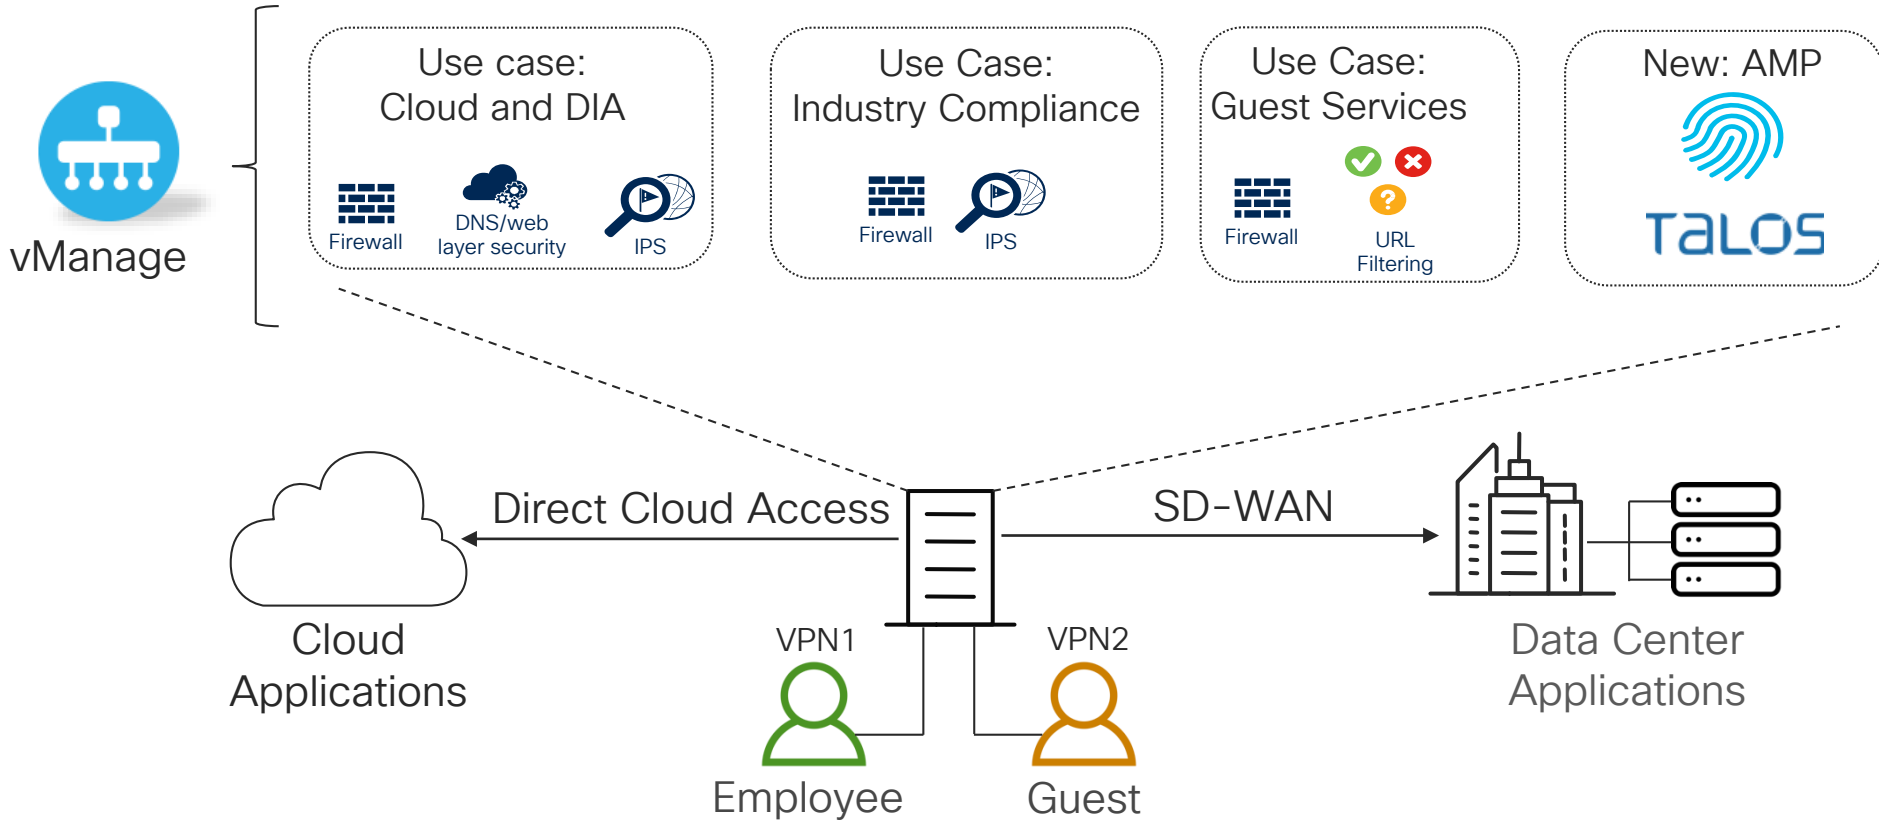 vManage
Use case:
Cloud and DIA
Firewall
DNS/web
layer security
IPS
Use Case:
Industry Compliance
Firewall
IPS
Use Case:
Guest Services
Firewall
URL
Filtering
New: AMP
TALOS
Direct Cloud Access
SD-WAN
Cloud
Applications
VPN1
VPN2
Employee
Guest
Data Center
Applications